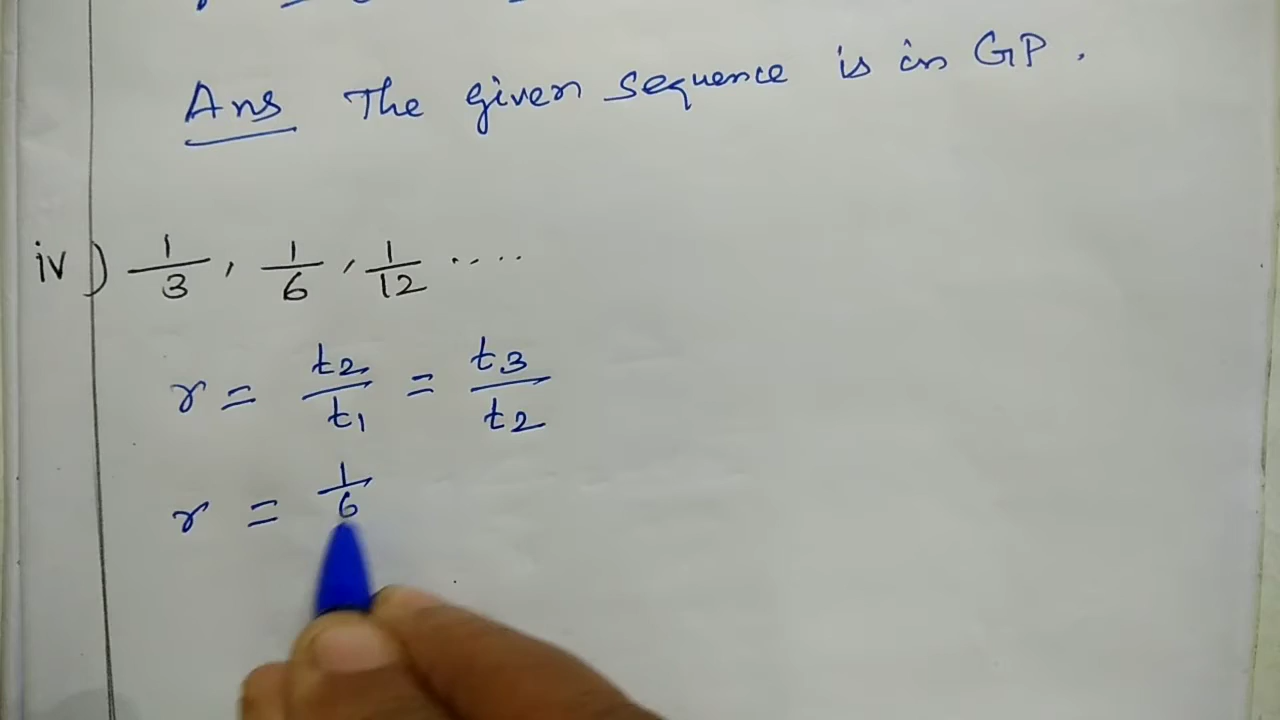 Ans The given sequence is in GP.
iv) 1/3, 1/6, 1/12 ....
r = t2/t1 = t3/t2
r = 1/6